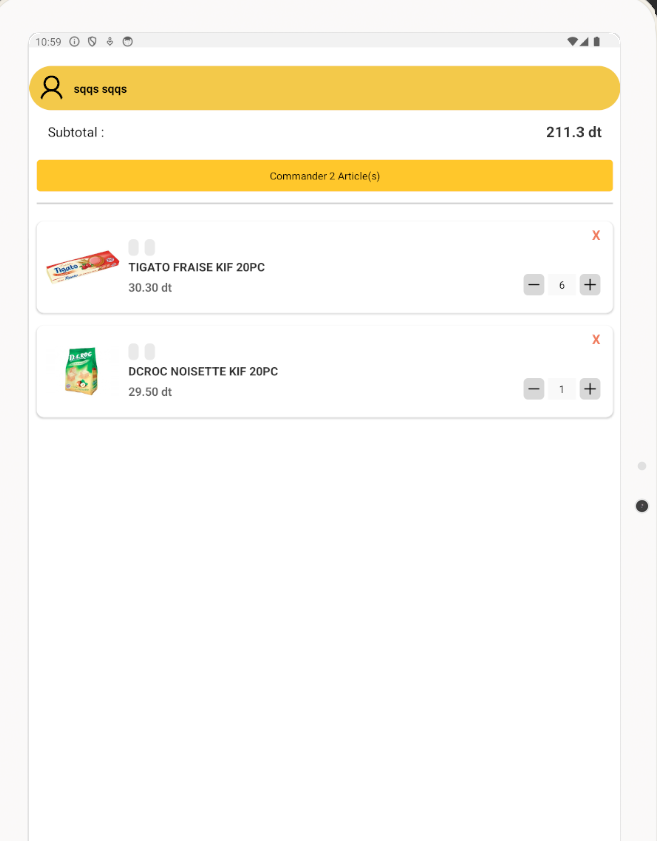 10:59
sqqs sqqs
Subtotal :
211.3 dt
Commander 2 Article(s)
X
Tigato
TIGATO FRAISE KIF 20PC
30.30 dt
6
X
DCROC NOISETTE KIF 20PC
29.50 dt
1